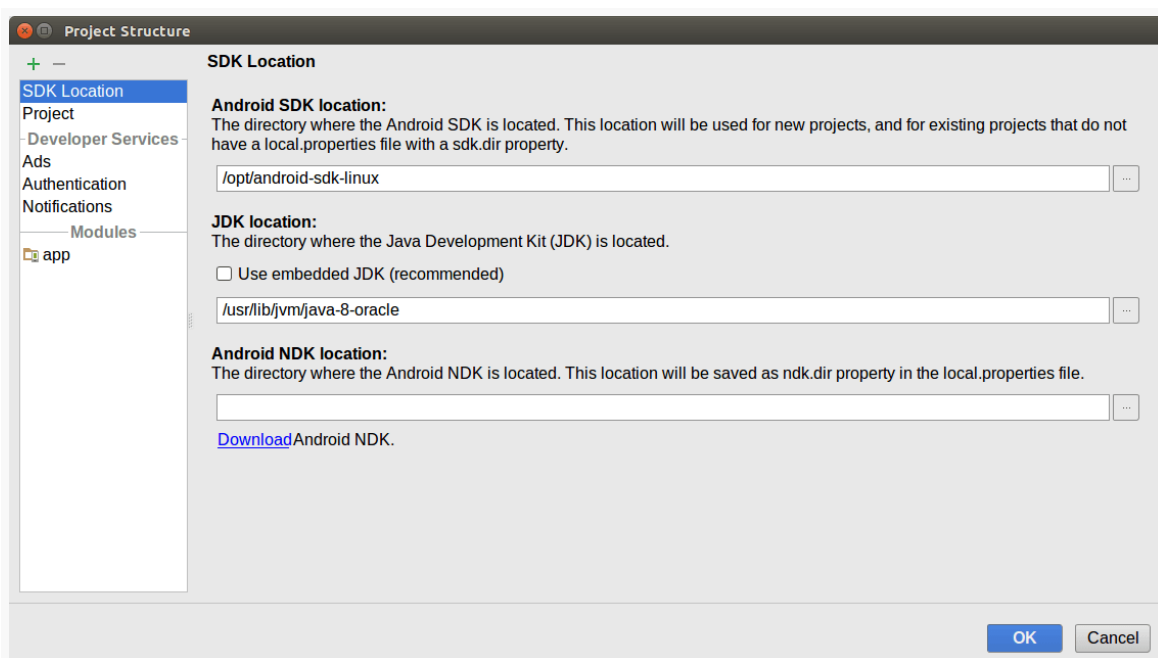 Project Structure
+ −
SDK Location
Project
Developer Services
Ads
Authentication
Notifications
Modules
app
SDK Location
Android SDK location:
The directory where the Android SDK is located. This location will be used for new projects, and for existing projects that do not
have a local.properties file with a sdk.dir property.
/opt/android-sdk-linux
...
JDK location:
The directory where the Java Development Kit (JDK) is located.
Use embedded JDK (recommended)
/usr/lib/jvm/java-8-oracle
...
Android NDK location:
The directory where the Android NDK is located. This location will be saved as ndk.dir property in the local.properties file.
...
Download Android NDK.
OK
Cancel